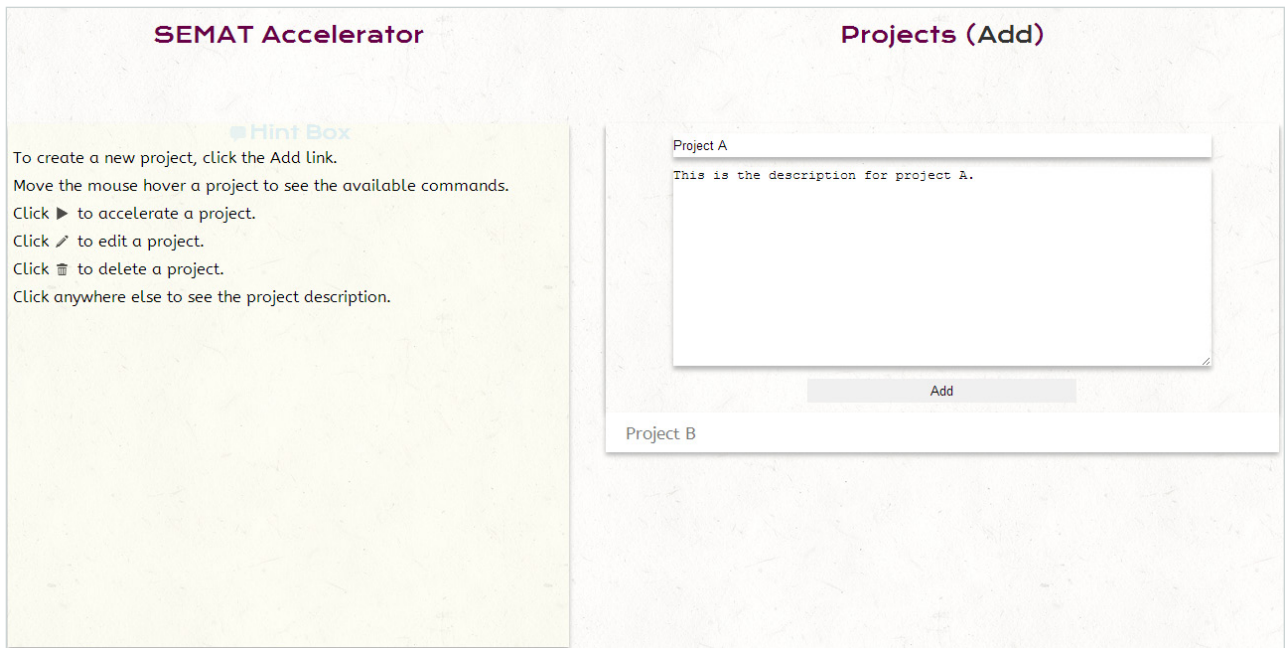 SEMAT Accelerator
Projects (Add)
Hint Box
To create a new project, click the Add link.
Move the mouse hover a project to see the available commands.
Click to accelerate a project.
Click to edit a project.
Click to delete a project.
Click anywhere else to see the project description.
Project A
This is the description for project A.
Add
Project B